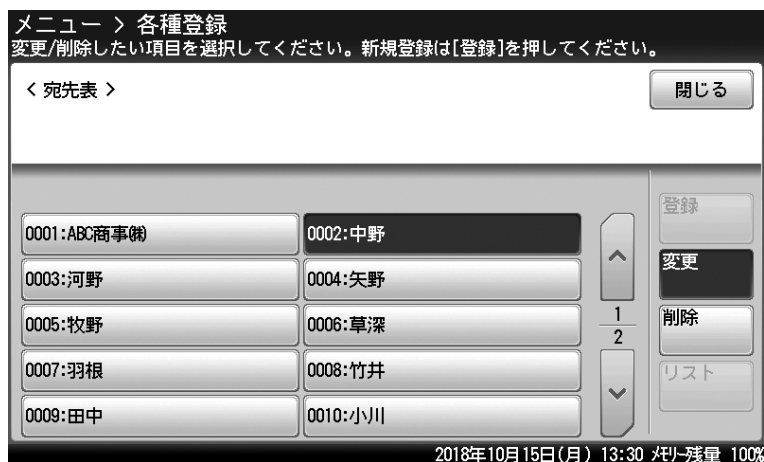 メニュー > 各種登録
変更/削除したい項目を選択してください。新規登録は[登録]を押してください。
< 宛先表 >
閉じる
0001:ABC商事㈱
0002:中野
登録
0003:河野
0004:矢野
変更
0005:牧野
0006:草深
1
2
削除
0007:羽根
0008:竹井
リスト
0009:田中
0010:小川
2018年10月15日(月) 13:30 ﾒﾓﾘｰ残量 100%